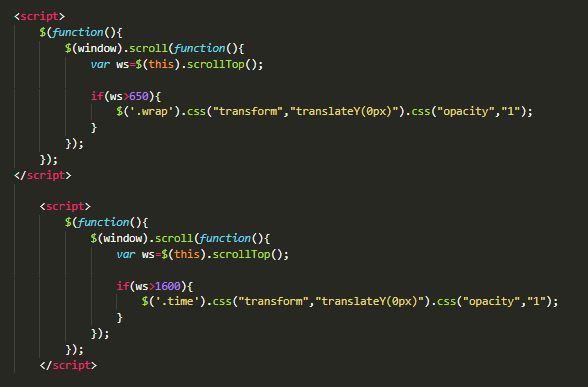 <script>
$(function(){
$(window).scroll(function(){
var ws=$(this).scrollTop();
if(ws>650){
$('.wrap').css("transform","translateY(0px)").css("opacity","1");
}
});
});
</script>
<script>
$(function(){
$(window).scroll(function(){
var ws=$(this).scrollTop();
if(ws>1600){
$('.time').css("transform","translateY(0px)").css("opacity","1");
}
});
});
</script>